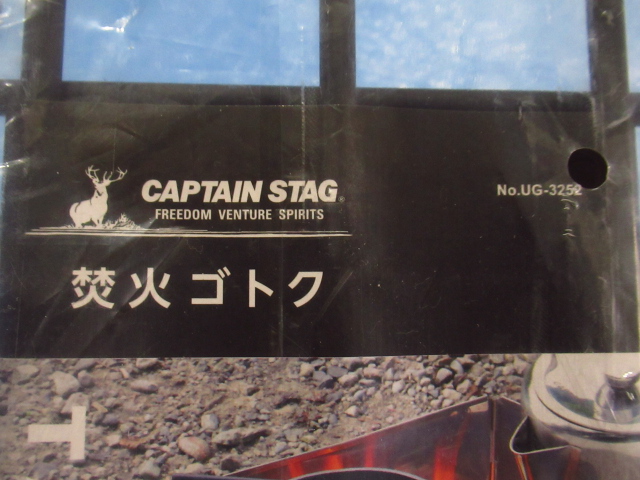 CAPTAIN STAG®
FREEDOM VENTURE SPIRITS
No.UG-3252
焚火ゴトク